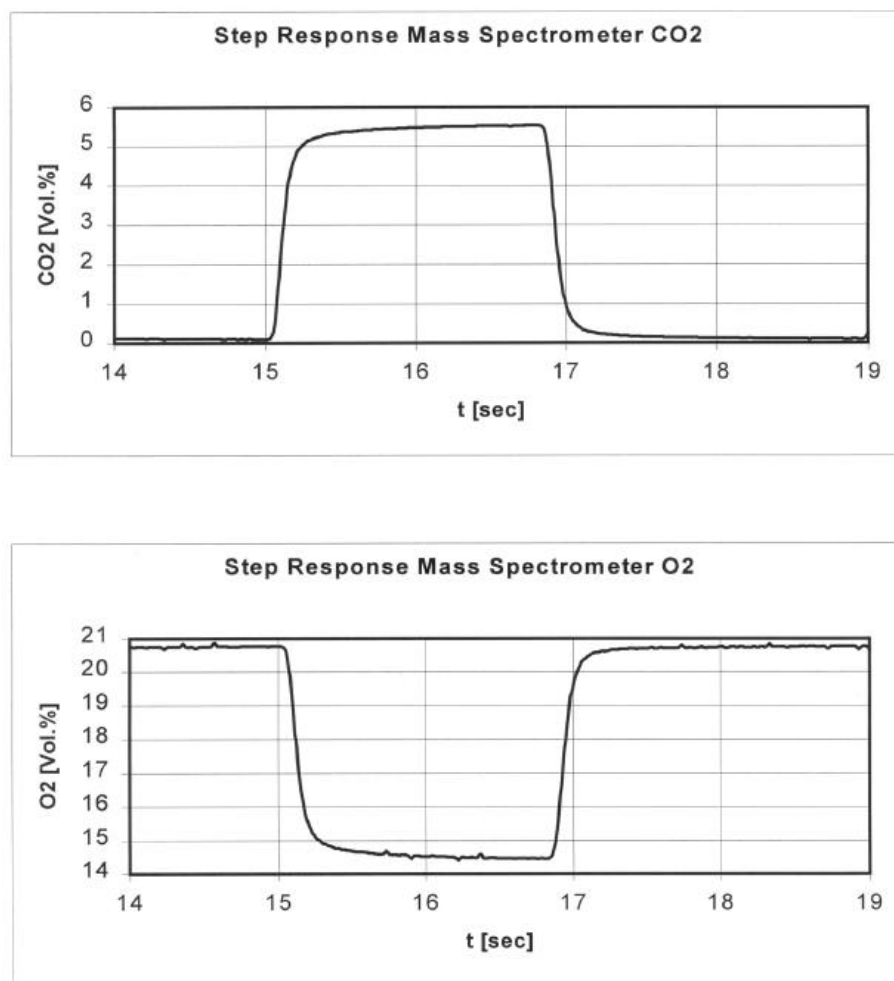 Step Response Mass Spectrometer CO2
6
5
4
3
2
1
0
CO2 [Vol.%]
14 15 16 17 18 19
t [sec]
Step Response Mass Spectrometer O2
21
20
19
18
17
16
15
14
O2 [Vol.%]
14 15 16 17 18 19
t [sec]